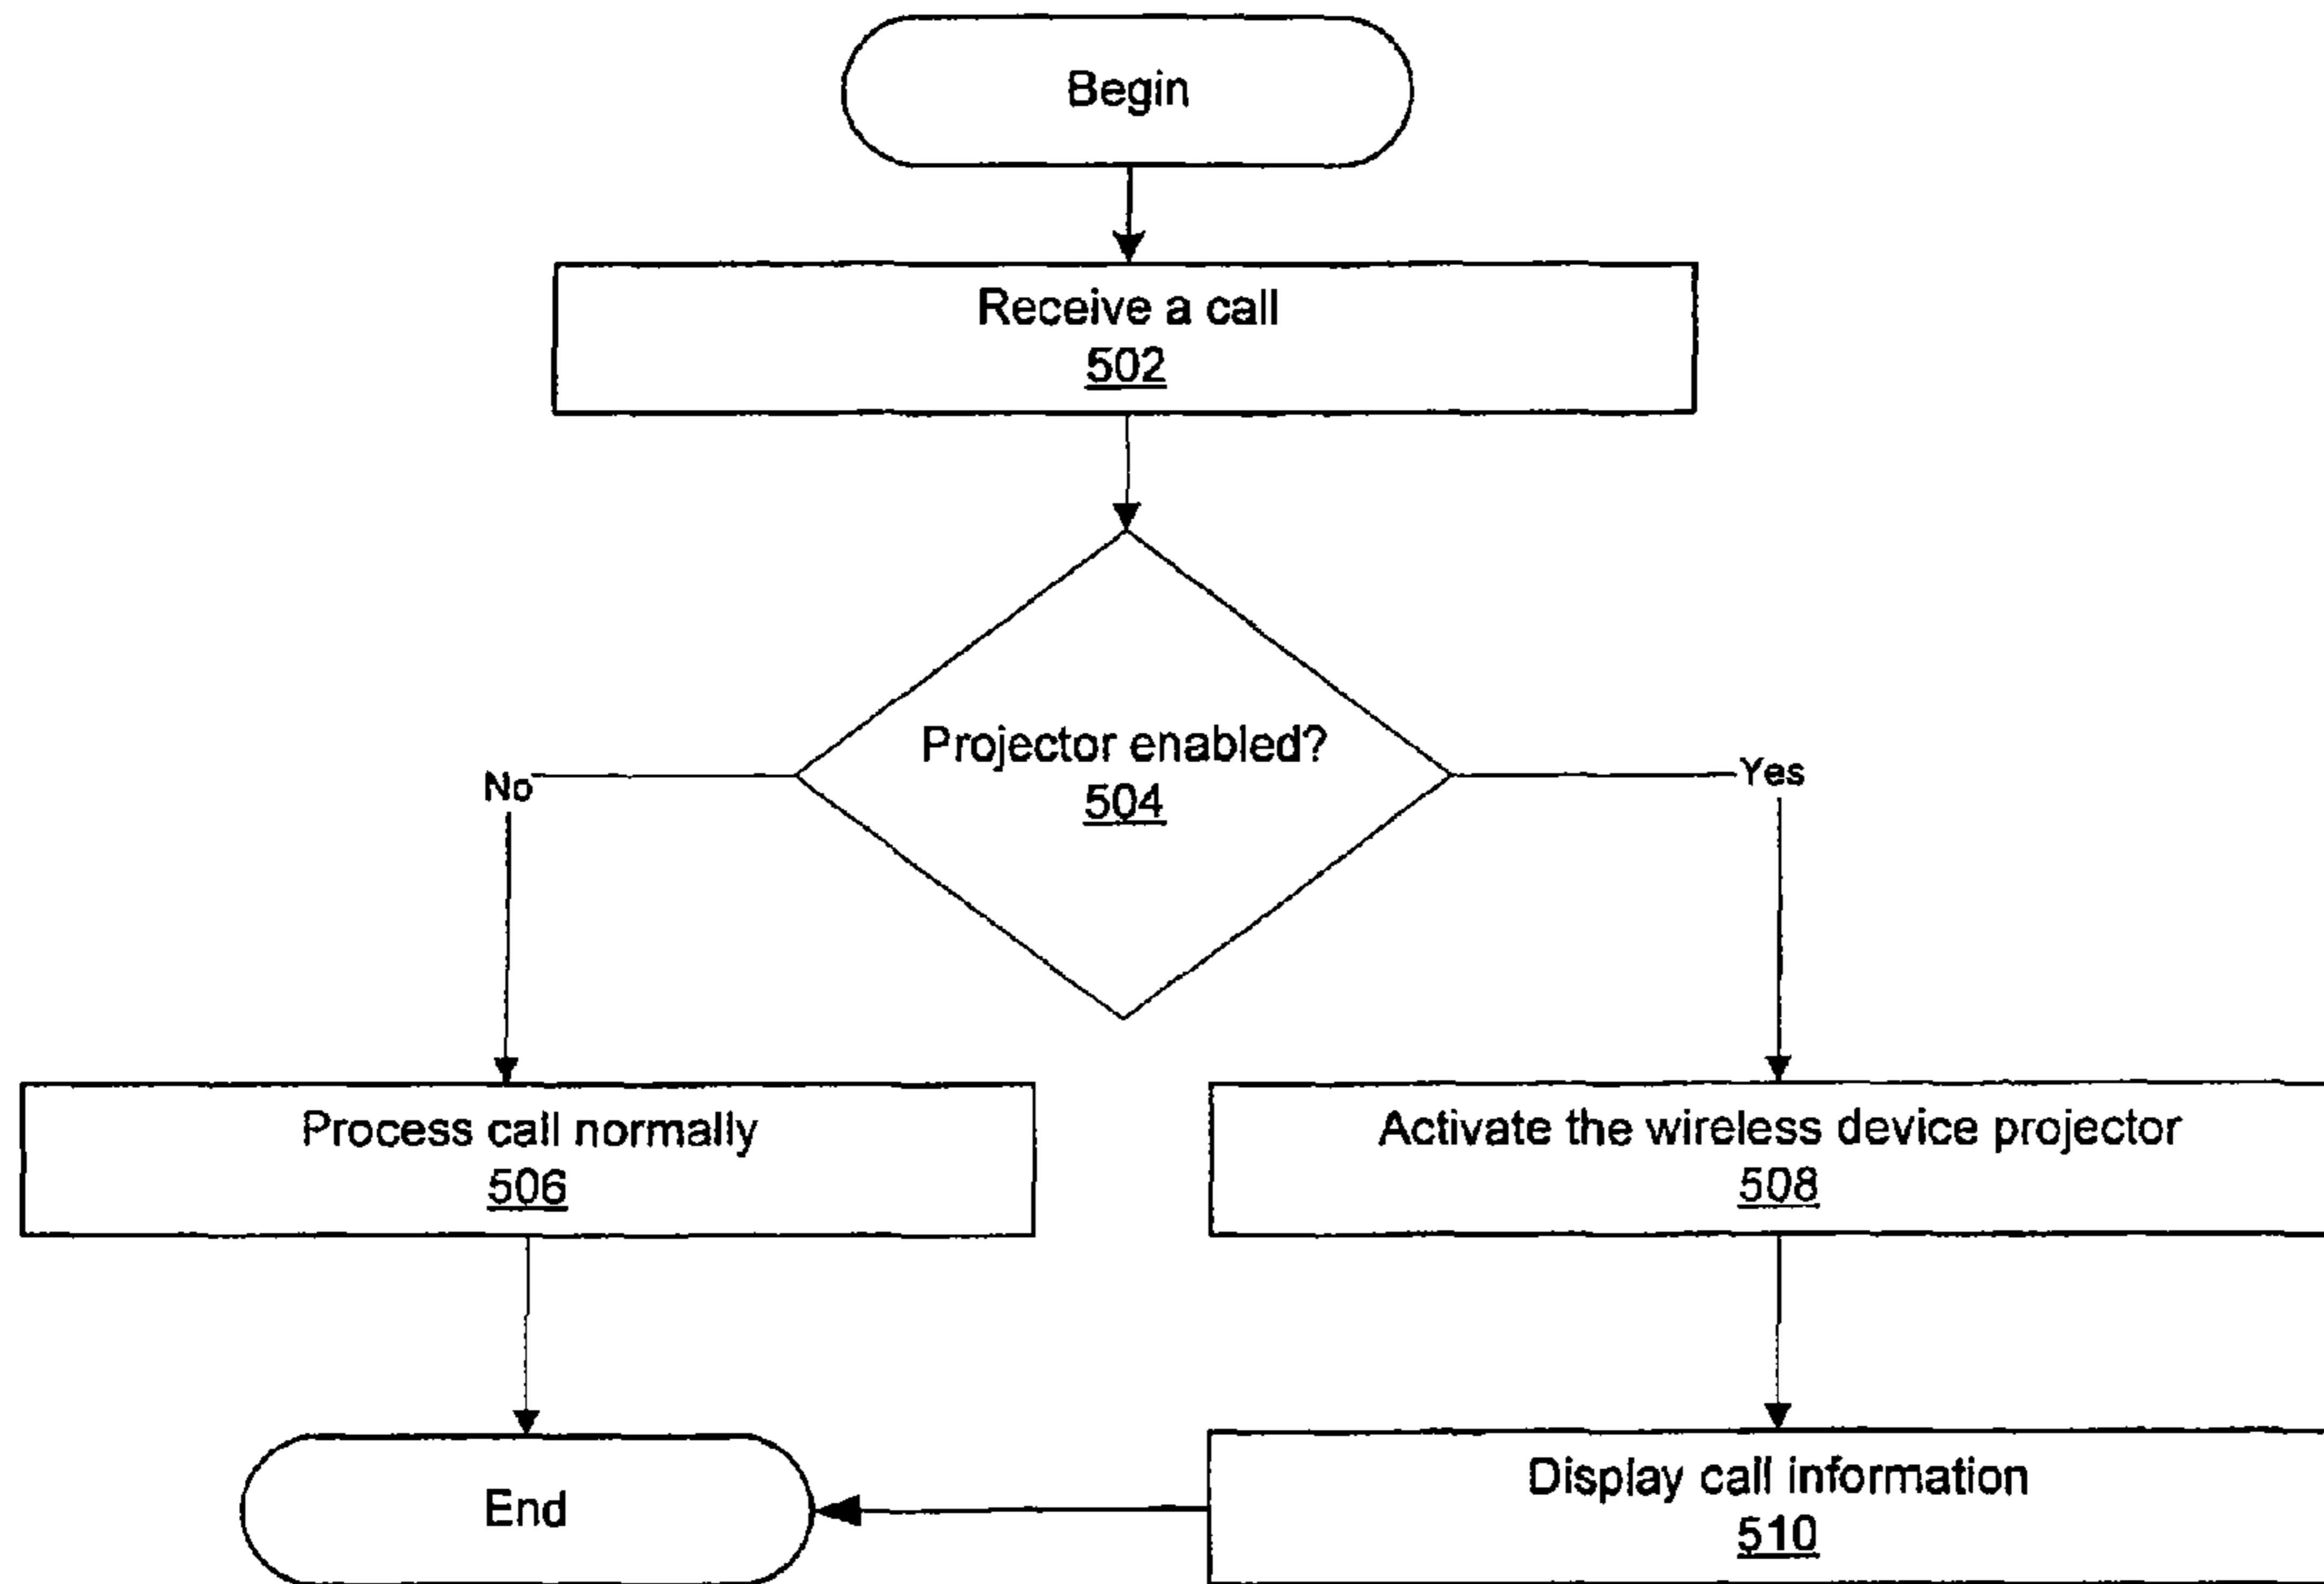 Begin
Receive a call
502
Projector enabled?
504
No
Yes
Process call normally
506
Activate the wireless device projector
508
End
Display call information
510